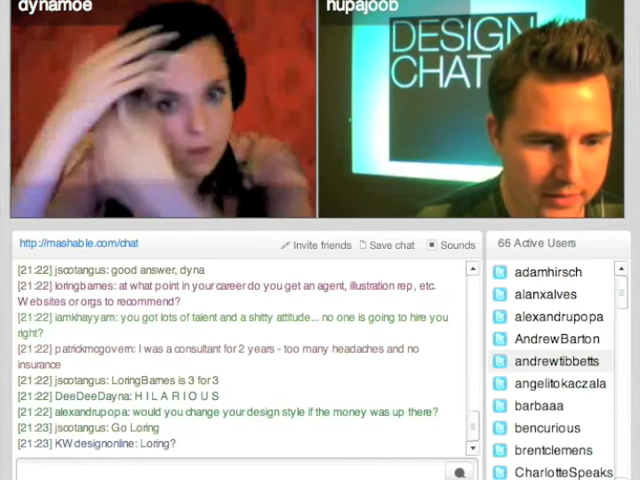 dynamoe
hupajoob
DESIGN
CHAT
http://mashable.com/chat
Invite friends
Save chat
Sounds
66 Active Users
[21:22] jscotangus: good answer, dyna
[21:22] loringbarnes: at what point in your career do you get an agent, illustration rep, etc.
Websites or orgs to recommend?
[21:22] iamkhayyam: you got lots of talent and a shitty attitude... no one is going to hire you
right?
[21:22] patrickmcgovern: I was a consultant for 2 years - too many headaches and no
insurance
[21:22] jscotangus: LoringBarnes is 3 for 3
[21:22] DeeDeeDayna: H I L A R I O U S
[21:22] alexandrupopa: would you change your design style if the money was up there?
[21:23] jscotangus: Go Loring
[21:23] KWdesignonline: Loring?
adamhirsch
alanxalves
alexandrupopa
AndrewBarton
andrewtibbetts
angelitokaczala
barbaaa
bencurious
brentclemens
CharlotteSpeaks